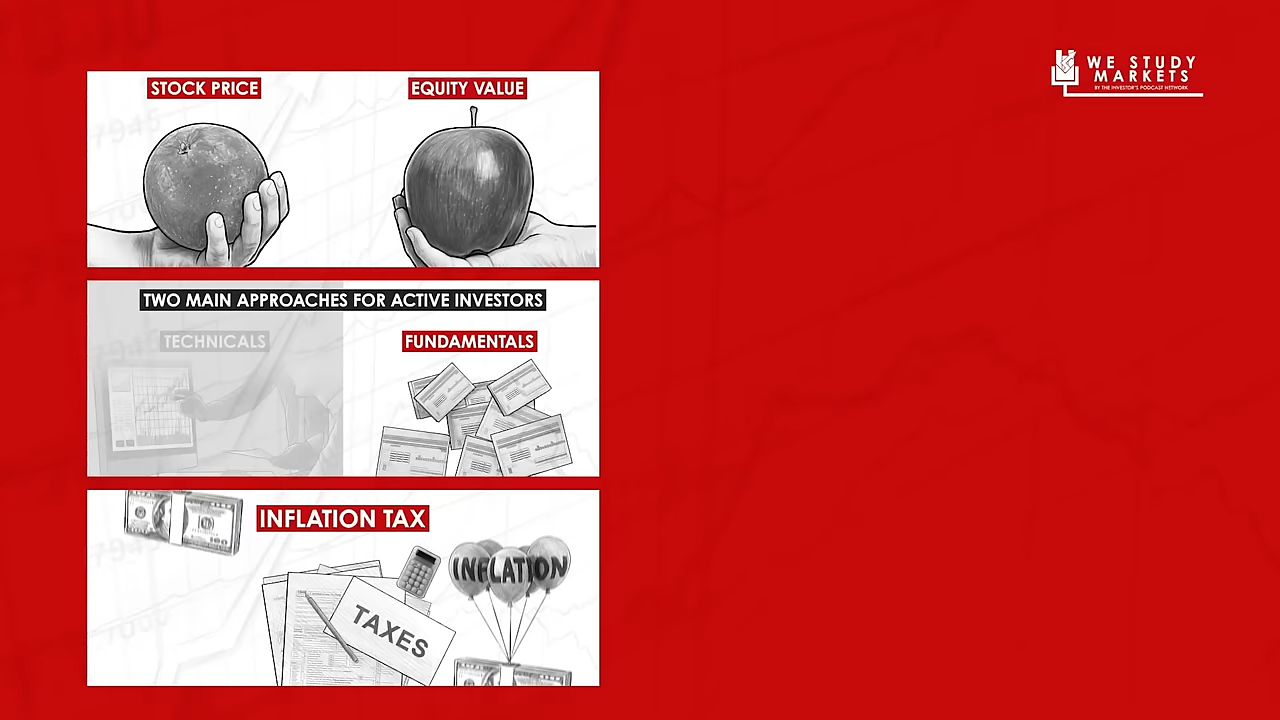 STOCK PRICE
EQUITY VALUE
WE STUDY
MARKETS
BY THE INVESTOR'S PODCAST NETWORK
TWO MAIN APPROACHES FOR ACTIVE INVESTORS
TECHNICALS
FUNDAMENTALS
INFLATION TAX
INFLATION
TAXES